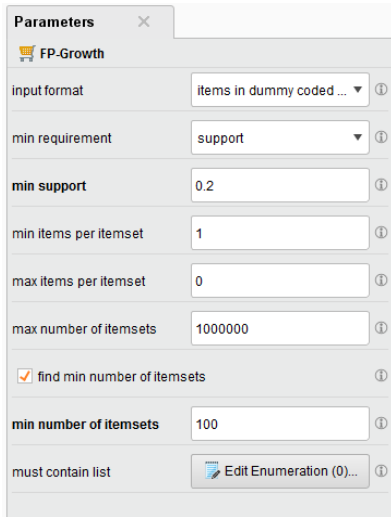 Parameters
FP-Growth
input format items in dummy coded ...
min requirement support
min support 0.2
min items per itemset 1
max items per itemset 0
max number of itemsets 1000000
find min number of itemsets
min number of itemsets 100
must contain list Edit Enumeration (0)...